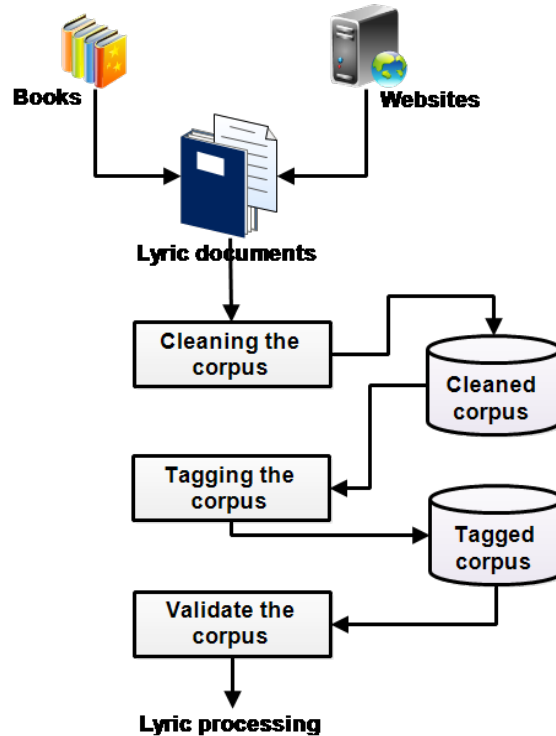 Books
Websites
Lyric documents
Cleaning the
corpus
Cleaned
corpus
Tagging the
corpus
Tagged
corpus
Validate the
corpus
Lyric processing